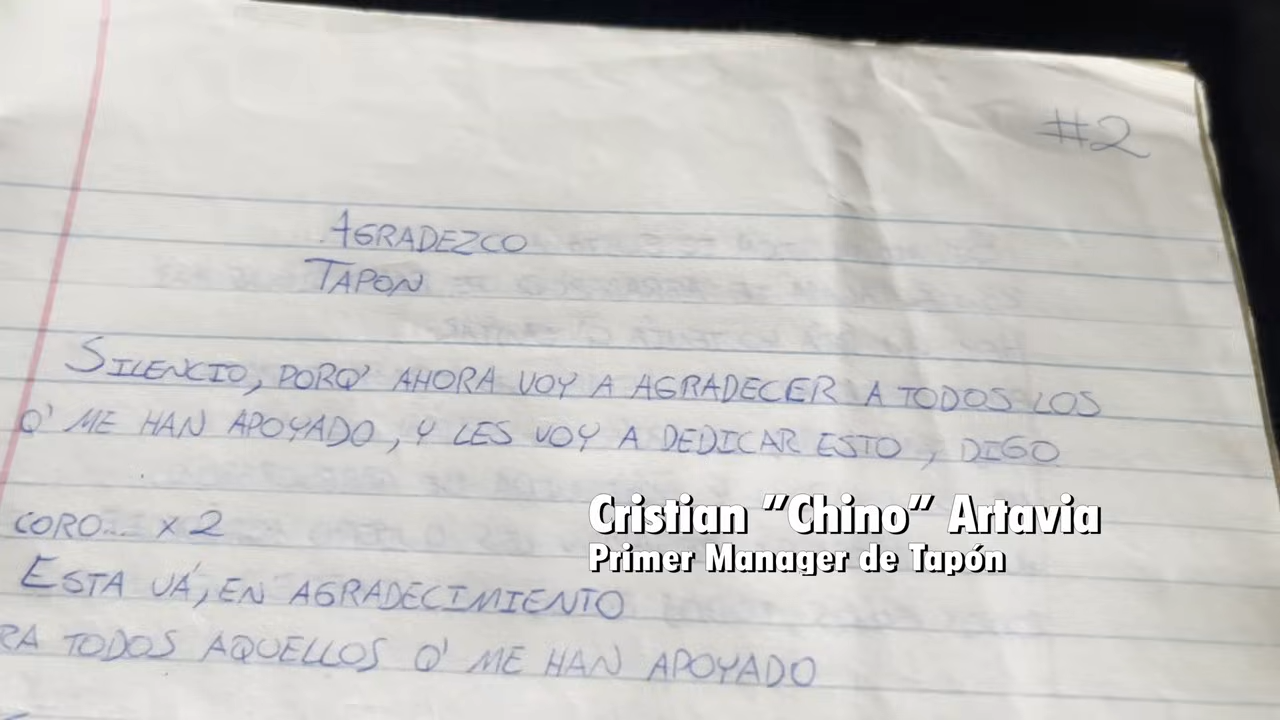 #2
AGRADEZCO
TAPON
SILENCIO, PORQ' AHORA VOY A AGRADECER A TODOS LOS
Q' ME HAN APOYADO, Y LES VOY A DEDICAR ESTO, DIGO
CORO... x 2
ESTA VÁ, EN AGRADECIMIENTO
RA TODOS AQUELLOS Q' ME HAN APOYADO
Cristian "Chino" Artavia
Primer Manager de Tapón